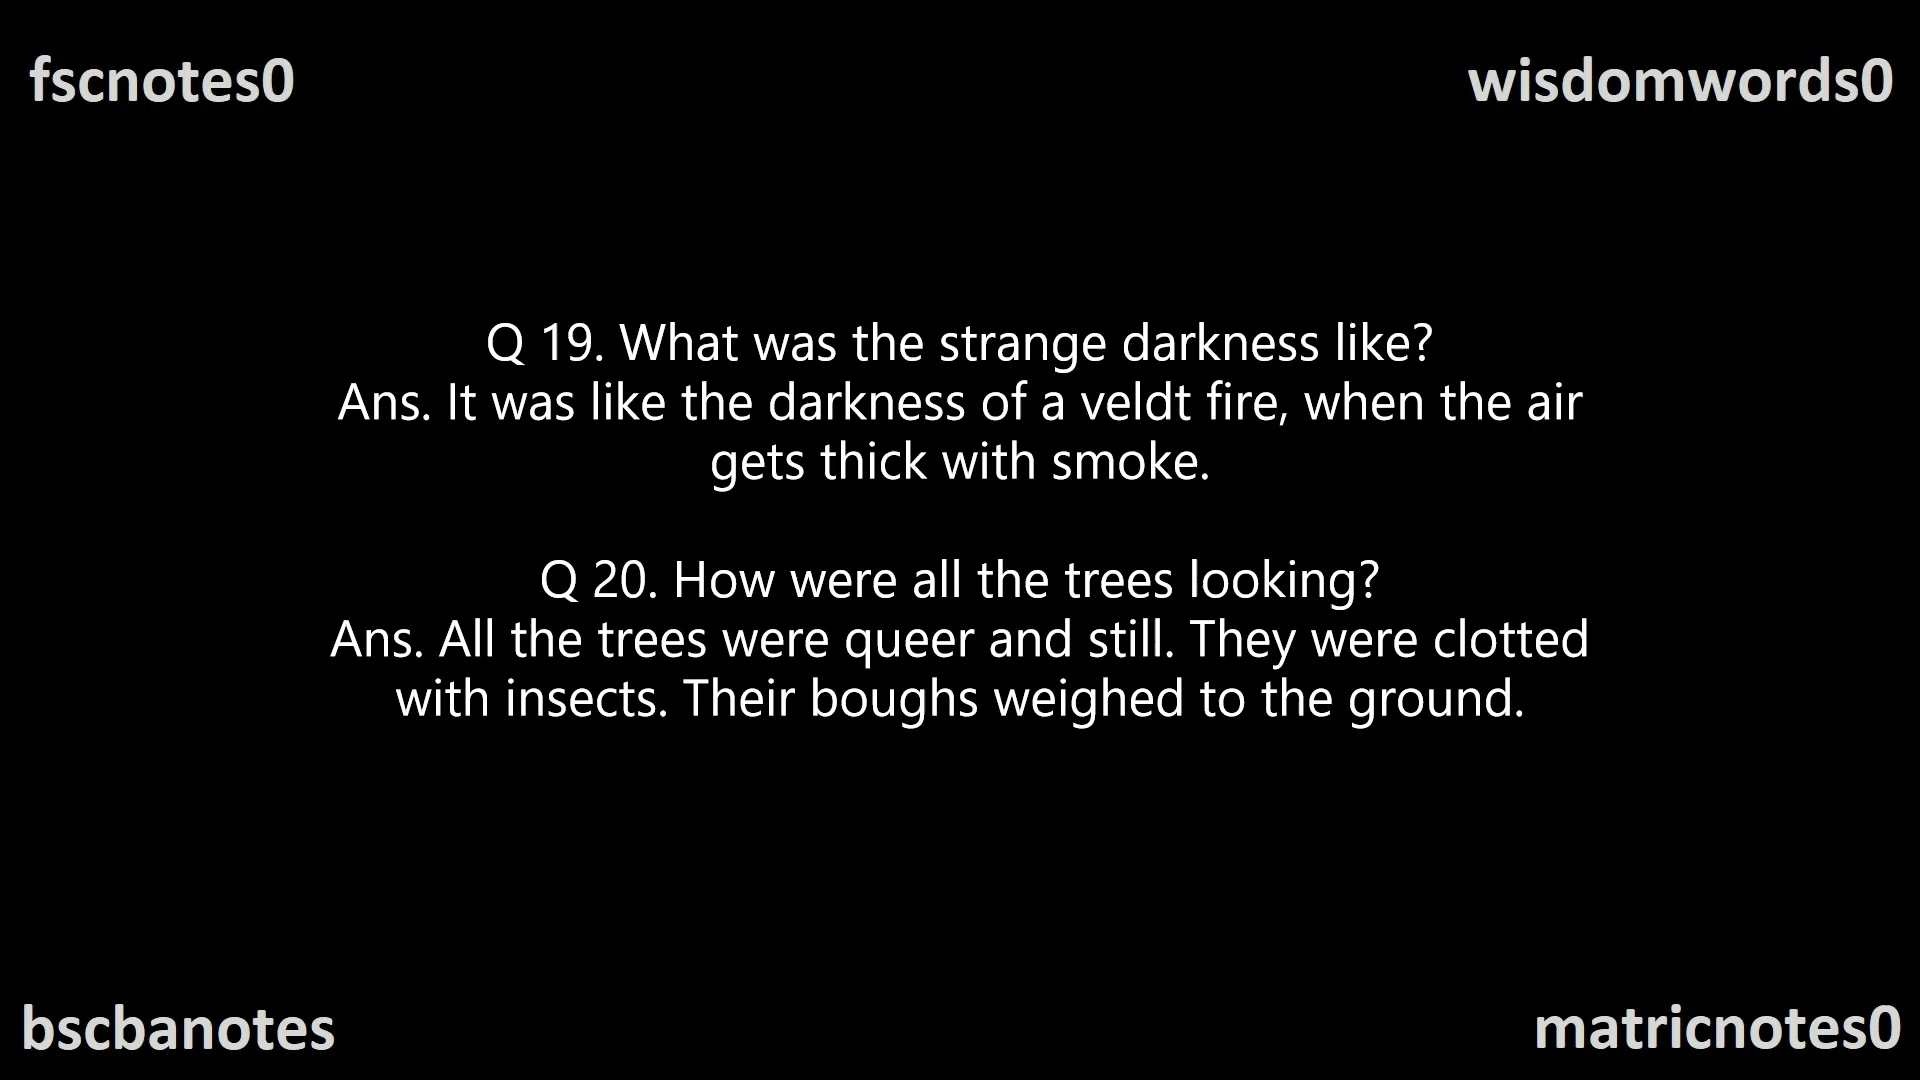 fscnotes0
wisdomwords0
Q 19. What was the strange darkness like?
Ans. It was like the darkness of a veldt fire, when the air
gets thick with smoke.
Q 20. How were all the trees looking?
Ans. All the trees were queer and still. They were clotted
with insects. Their boughs weighed to the ground.
bscbanotes
matricnotes0